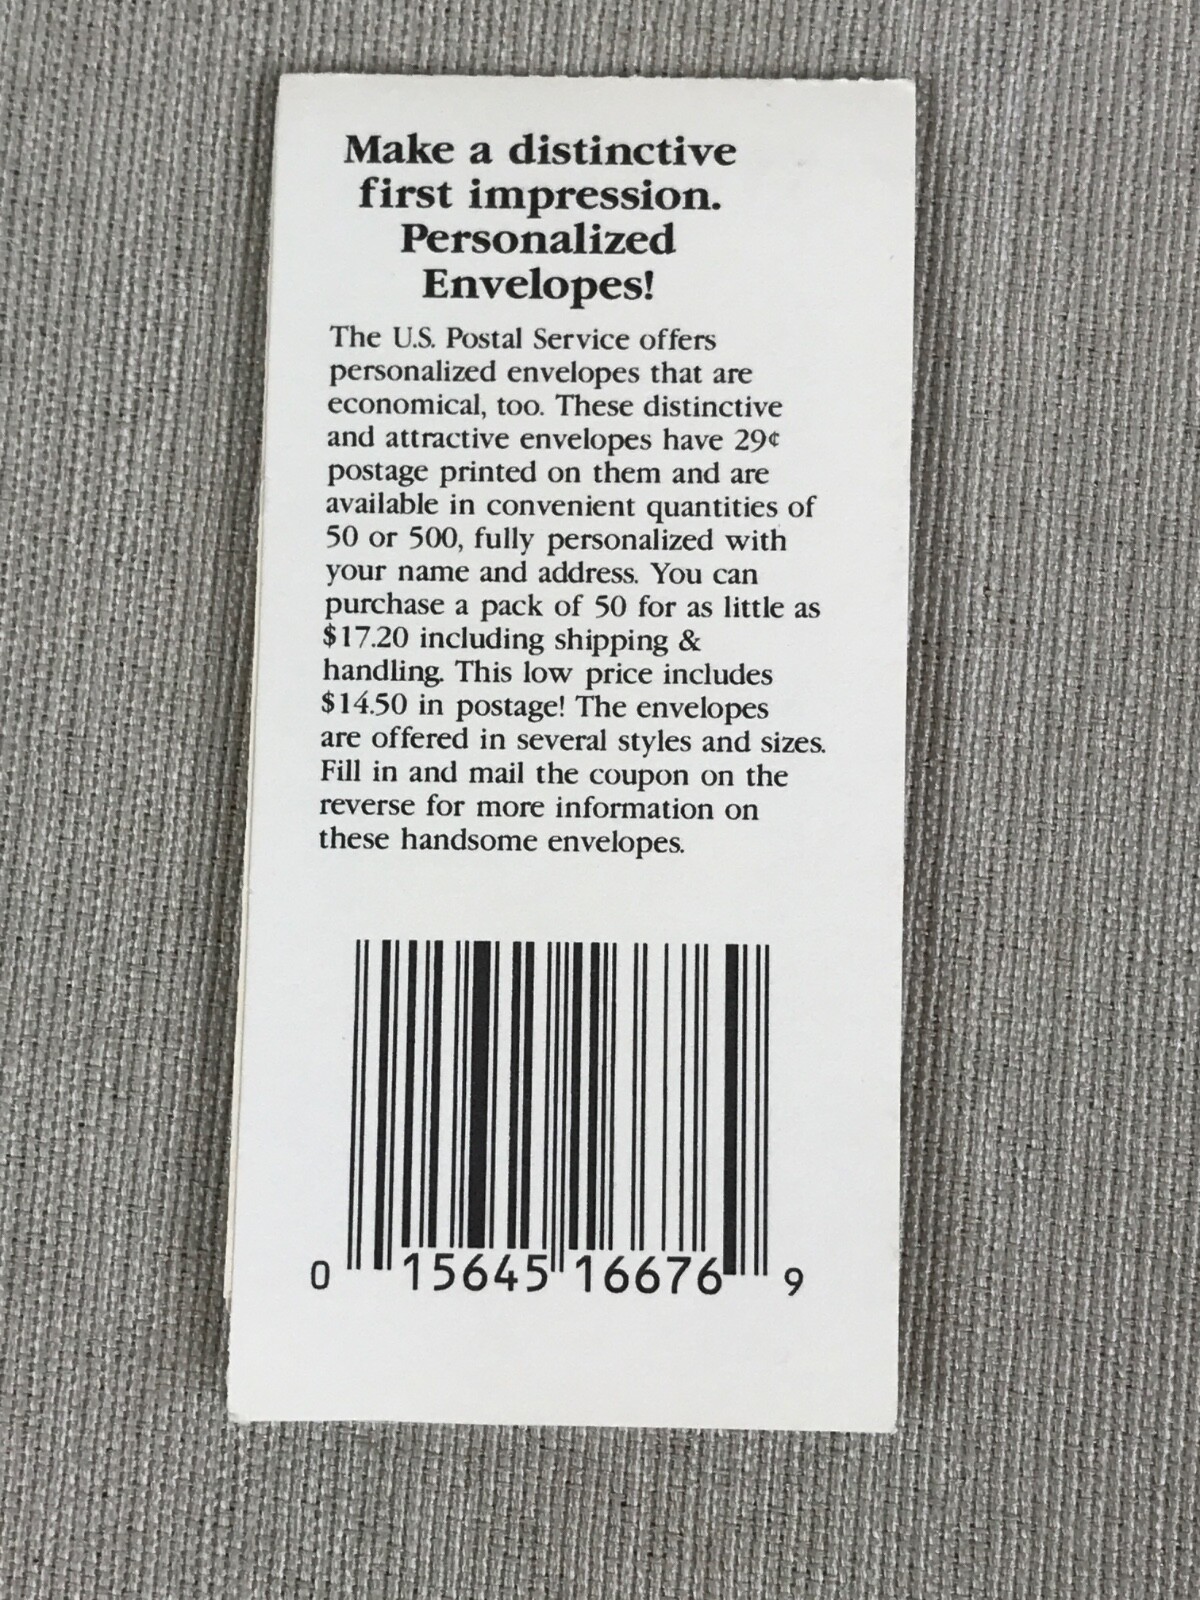 Make a distinctive
first impression.
Personalized
Envelopes!
The U.S. Postal Service offers
personalized envelopes that are
economical, too. These distinctive
and attractive envelopes have 29¢
postage printed on them and are
available in convenient quantities of
50 or 500, fully personalized with
your name and address. You can
purchase a pack of 50 for as little as
$17.20 including shipping &
handling. This low price includes
$14.50 in postage! The envelopes
are offered in several styles and sizes.
Fill in and mail the coupon on the
reverse for more information on
these handsome envelopes.
0 15645 16676 9